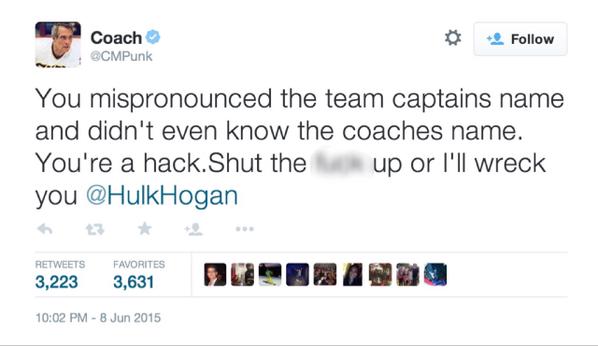 Coach
@CMPunk
Follow
You mispronounced the team captains name
and didn't even know the coaches name.
You're a hack.Shut the up or I'll wreck
you @HulkHogan
RETWEETS FAVORITES
3,223 3,631
10:02 PM - 8 Jun 2015